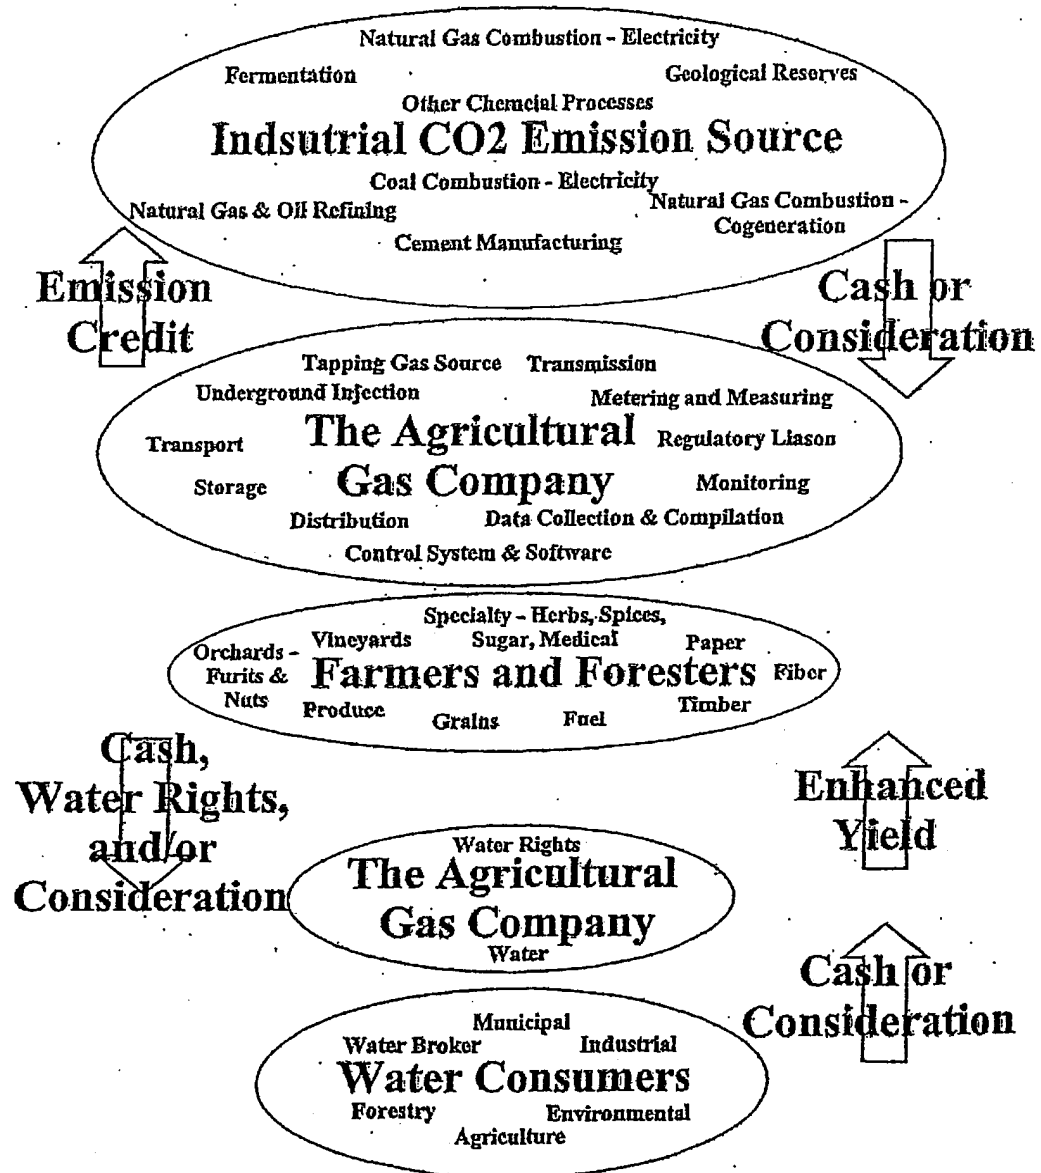 Natural Gas Combustion - Electricity
Fermentation
Geological Reserves
Other Chemcial Processes
Indsutrial CO2 Emission Source
Coal Combustion - Electricity
Natural Gas & Oil Refining
Natural Gas Combustion -
Cogeneration
Cement Manufacturing
Emission
Credit
Cash or
Consideration
Tapping Gas Source
Transmission
Underground Injection
Metering and Measuring
Transport
The Agricultural
Gas Company
Regulatory Liason
Storage
Monitoring
Distribution
Data Collection & Compilation
Control System & Software
Specialty - Herbs, Spices,
Sugar, Medical
Vineyards
Paper
Orchards -
Furits &
Nuts
Farmers and Foresters
Fiber
Produce
Grains
Fuel
Timber
Cash,
Water Rights,
and/or
Consideration
Enhanced
Yield
Water Rights
The Agricultural
Gas Company
Water
Cash or
Consideration
Municipal
Water Broker
Industrial
Water Consumers
Forestry
Environmental
Agriculture